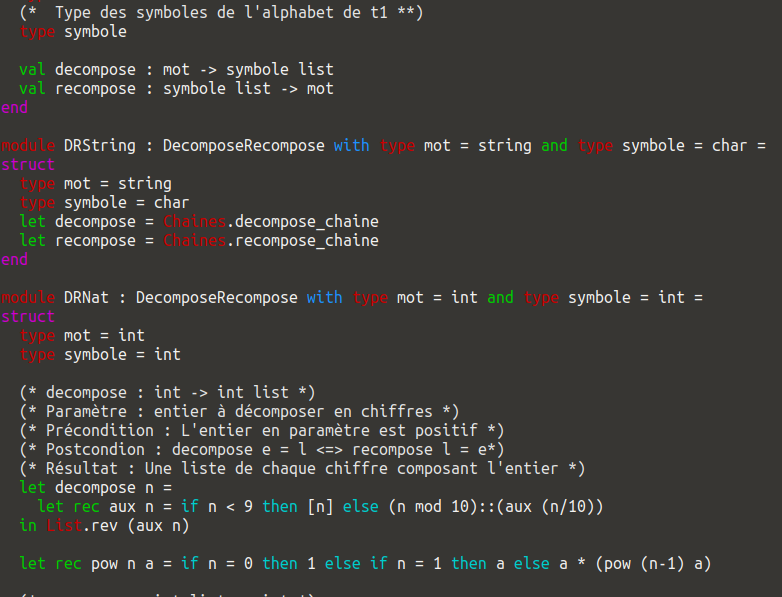 (*  Type des symboles de l'alphabet de t1 **)
type symbole
val decompose : mot -> symbole list
val recompose : symbole list -> mot
end
module DRString : DecomposeRecompose with type mot = string and type symbole = char =
struct
type mot = string
type symbole = char
let decompose = Chaines.decompose_chaine
let recompose = Chaines.recompose_chaine
end
module DRNat : DecomposeRecompose with type mot = int and type symbole = int =
struct
type mot = int
type symbole = int
(* decompose : int -> int list *)
(* Paramètre : entier à décomposer en chiffres *)
(* Précondition : L'entier en paramètre est positif *)
(* Postcondion : decompose e = l <=> recompose l = e*)
(* Résultat : Une liste de chaque chiffre composant l'entier *)
let decompose n =
let rec aux n = if n < 9 then [n] else (n mod 10)::(aux (n/10))
in List.rev (aux n)
let rec pow n a = if n = 0 then 1 else if n = 1 then a else a * (pow (n-1) a)